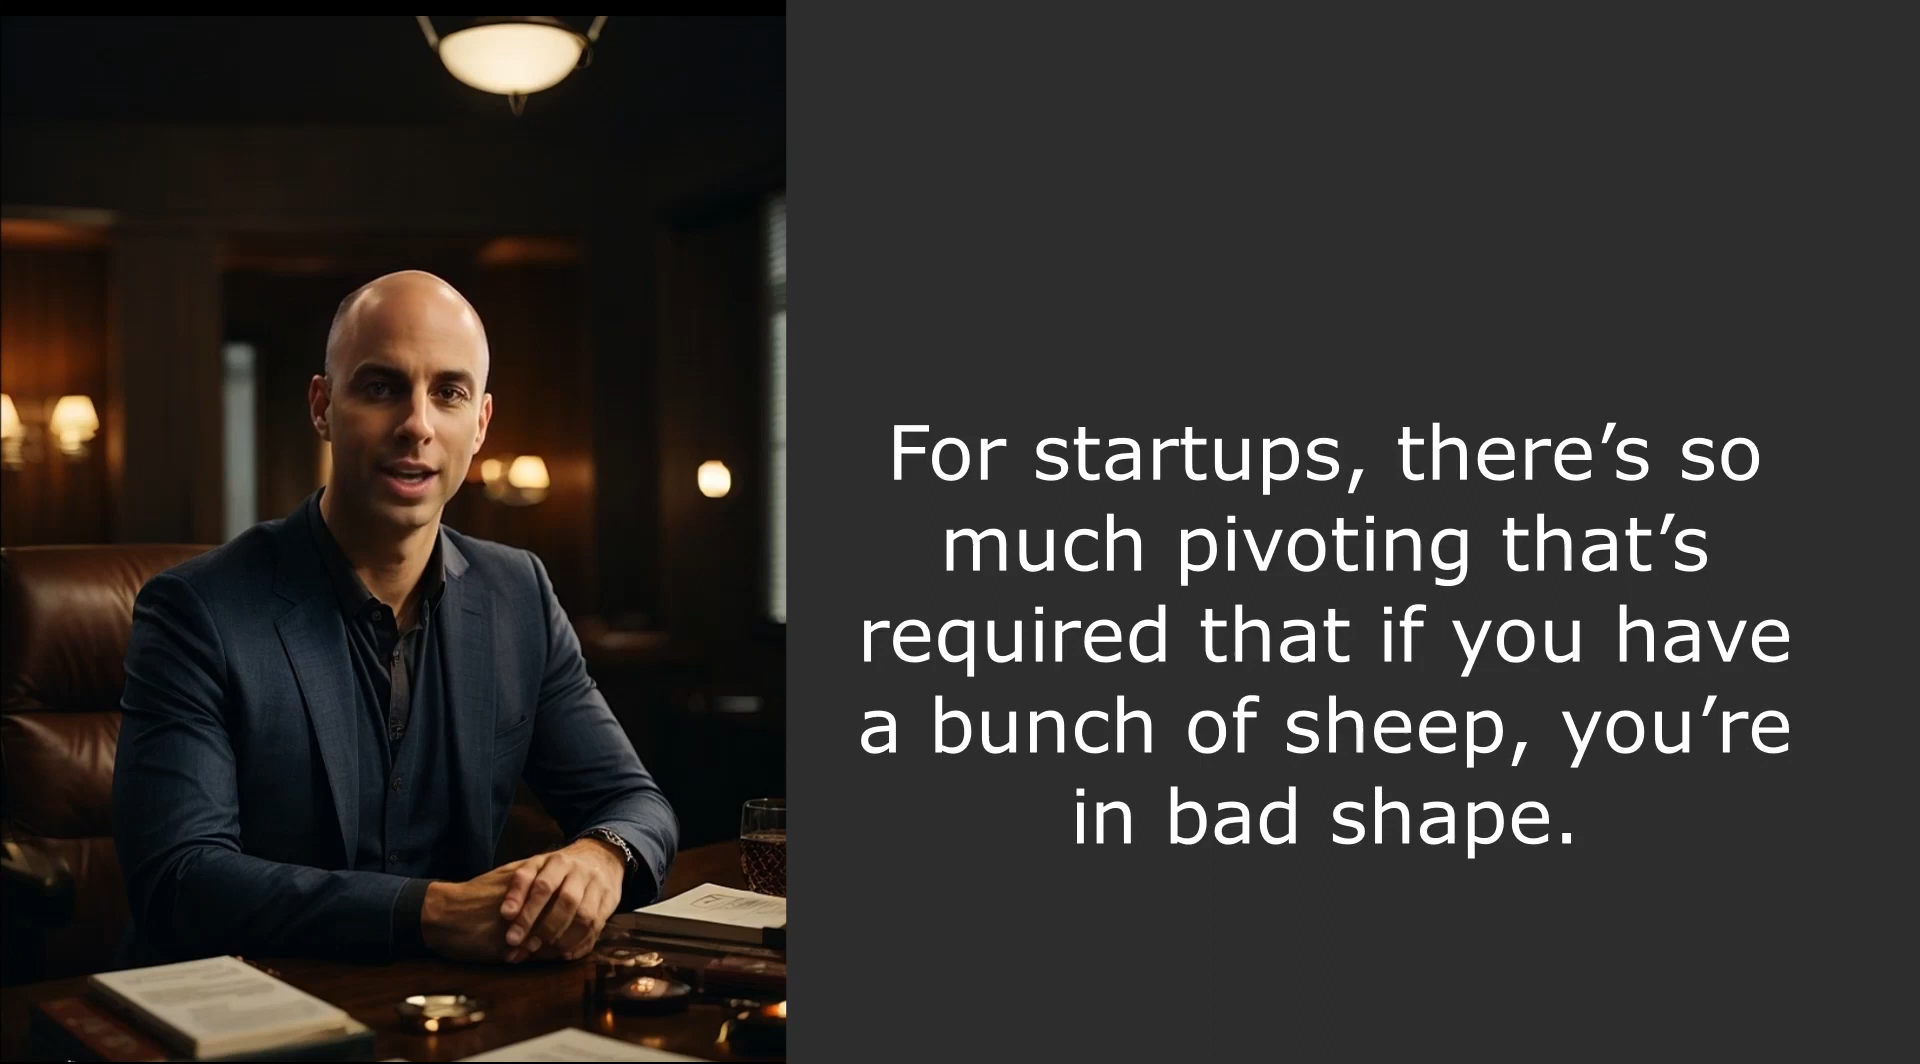 For startups, there’s so
much pivoting that’s
required that if you have
a bunch of sheep, you’re
in bad shape.